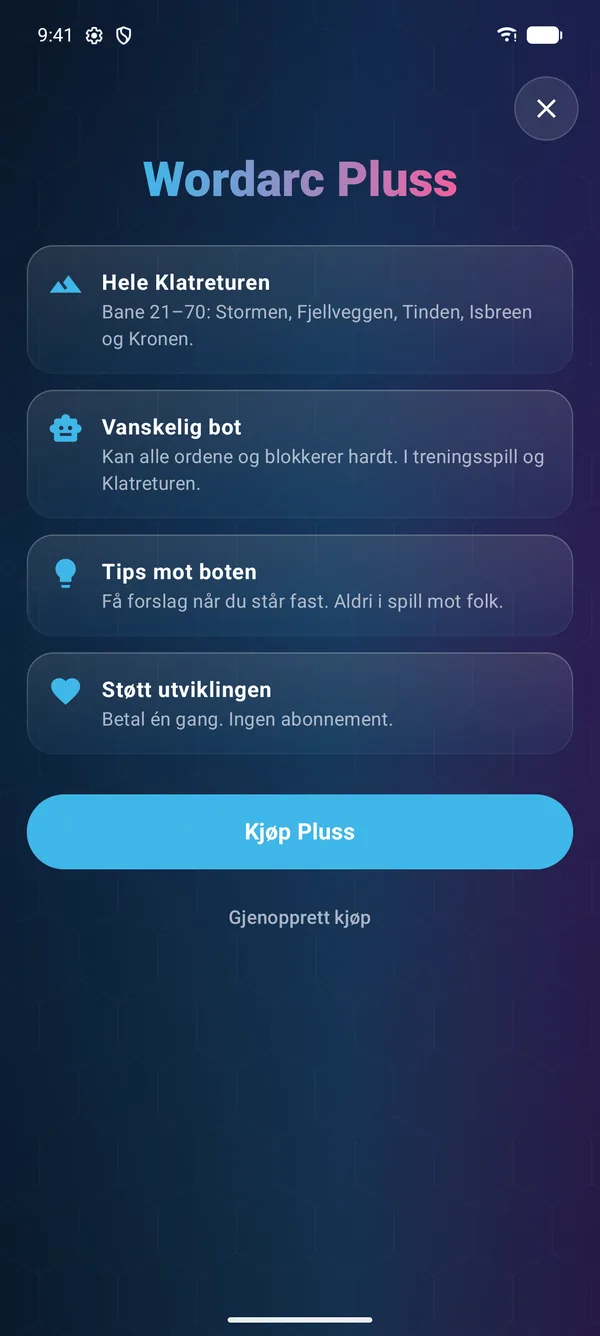 9:41
Wordarc Pluss
Hele Klatreturen
Bane 21–70: Stormen, Fjellveggen, Tinden, Isbreen
og Kronen.
Vanskelig bot
Kan alle ordene og blokkerer hardt. I treningsspill og
Klatreturen.
Tips mot boten
Få forslag når du står fast. Aldri i spill mot folk.
Støtt utviklingen
Betal én gang. Ingen abonnement.
Kjøp Pluss
Gjenopprett kjøp